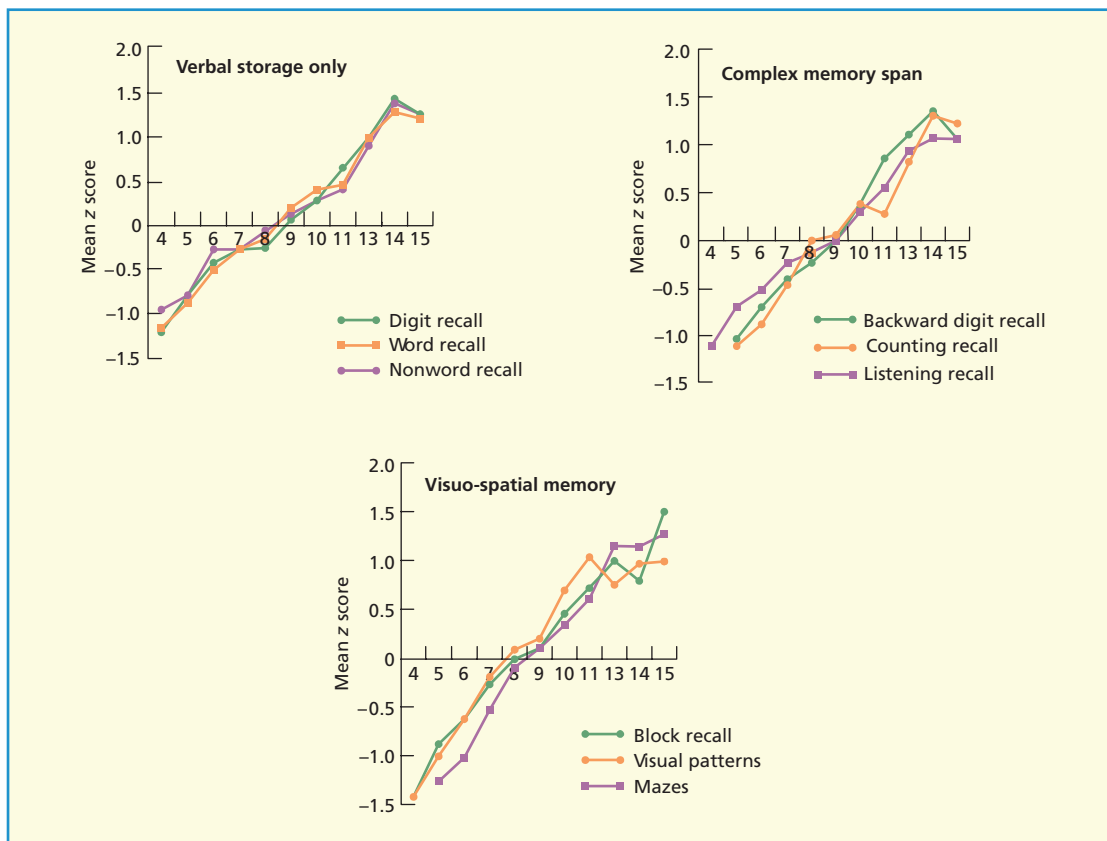 Verbal storage only
2.0
1.5
1.0
0.5
0
−0.5
−1.0
−1.5
Mean z score
4 5 6 7 8 9 10 11 13 14 15
Digit recall
Word recall
Nonword recall
Complex memory span
2.0
1.5
1.0
0.5
0
−0.5
−1.0
−1.5
Mean z score
4 5 6 7 8 9 10 11 13 14 15
Backward digit recall
Counting recall
Listening recall
Visuo-spatial memory
2.0
1.5
1.0
0.5
0
−0.5
−1.0
−1.5
Mean z score
4 5 6 7 8 9 10 11 13 14 15
Block recall
Visual patterns
Mazes